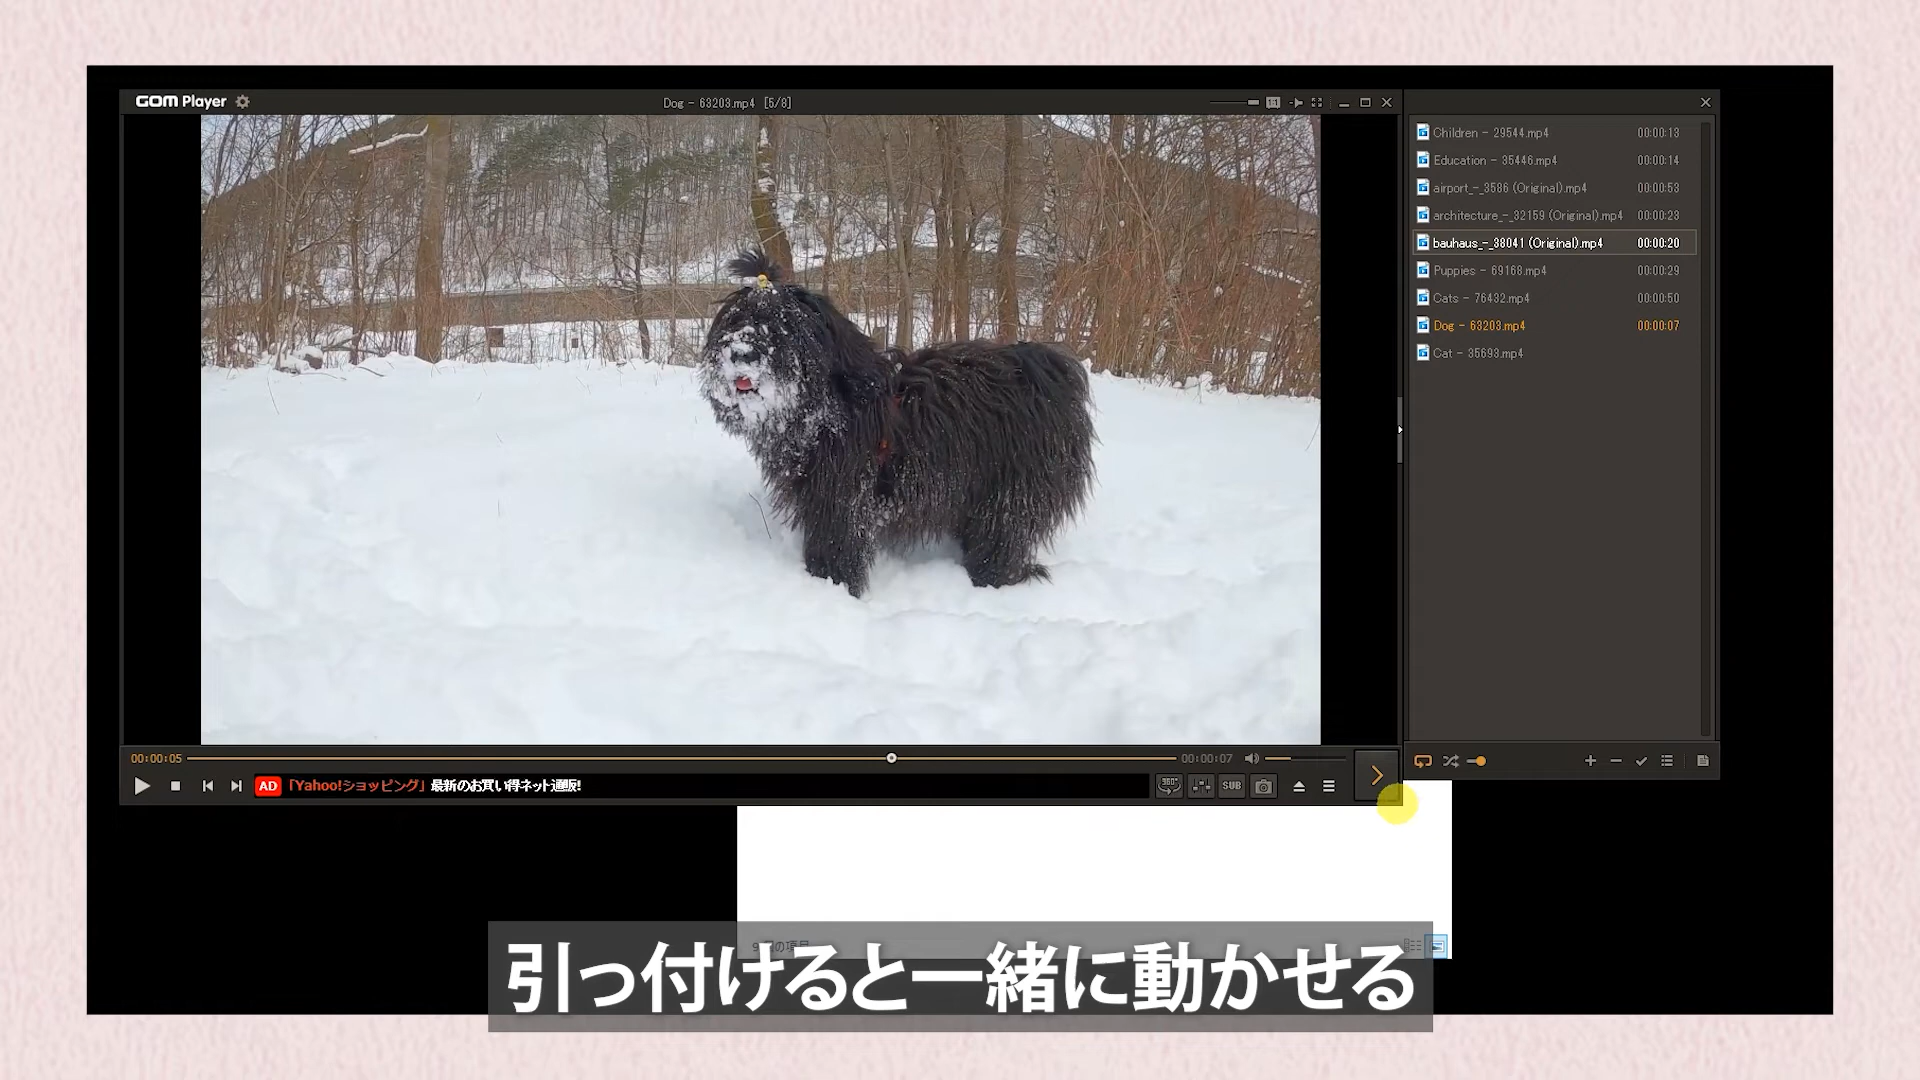 GOM Player
Dog - 63203.mp4 [5/8]
Children - 29544.mp4 00:00:13
Education - 35446.mp4 00:00:14
airport_-_3586 (Original).mp4 00:00:53
architecture_-_32159 (Original).mp4 00:00:23
bauhaus_-_38041 (Original).mp4 00:00:20
Puppies - 69168.mp4 00:00:29
Cats - 76432.mp4 00:00:50
Dog - 63203.mp4 00:00:07
Cat - 35693.mp4
00:00:05
00:00:07
AD 「Yahoo!ショッピング」 最新のお買い得ネット通販!
360°
SUB
引っ付けると一緒に動かせる